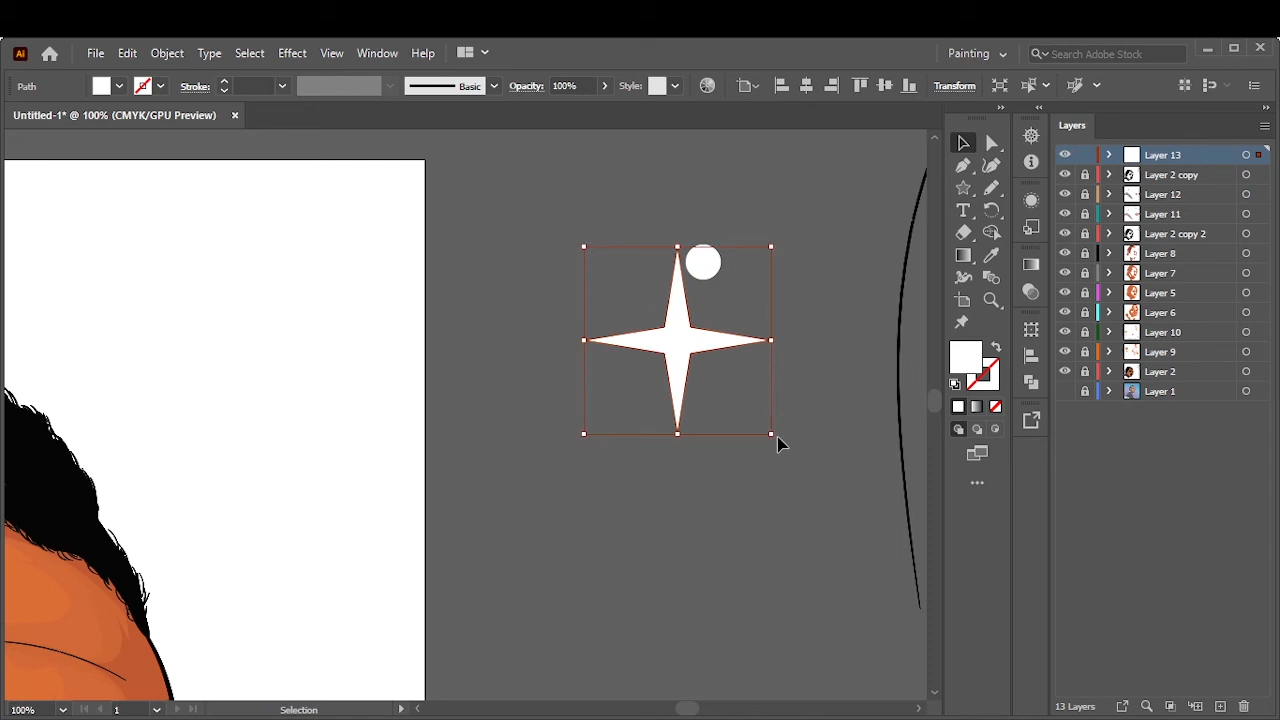 Ai File Edit Object Type Select Effect View Window Help Painting Search Adobe Stock
Path Stroke: Basic Opacity: 100% Style: Transform
Untitled-1* @ 100% (CMYK/GPU Preview)
Layers
Layer 13
Layer 2 copy
Layer 12
Layer 11
Layer 2 copy 2
Layer 8
Layer 7
Layer 5
Layer 6
Layer 10
Layer 9
Layer 2
Layer 1
100% 1 Selection 13 Layers